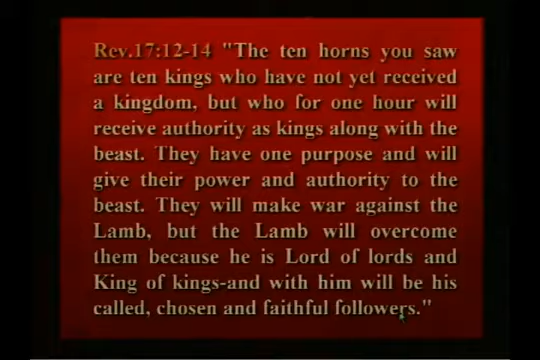 Rev.17:12-14 "The ten horns you saw
are ten kings who have not yet received
a kingdom, but who for one hour will
receive authority as kings along with the
beast. They have one purpose and will
give their power and authority to the
beast. They will make war against the
Lamb, but the Lamb will overcome
them because he is Lord of lords and
King of kings-and with him will be his
called, chosen and faithful followers."